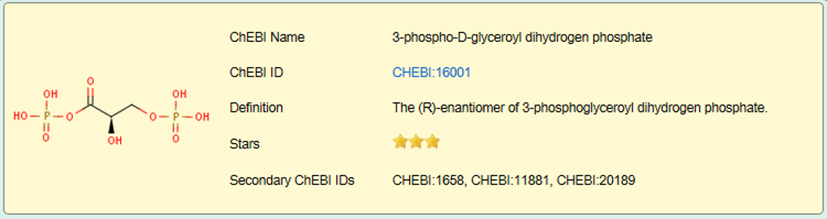 ChEBI Name 3-phospho-D-glyceroyl dihydrogen phosphate
ChEBI ID CHEBI:16001
Definition The (R)-enantiomer of 3-phosphoglyceroyl dihydrogen phosphate.
Stars
Secondary ChEBI IDs CHEBI:1658, CHEBI:11881, CHEBI:20189
O
OH OH
HO P O O P OH
O OH O